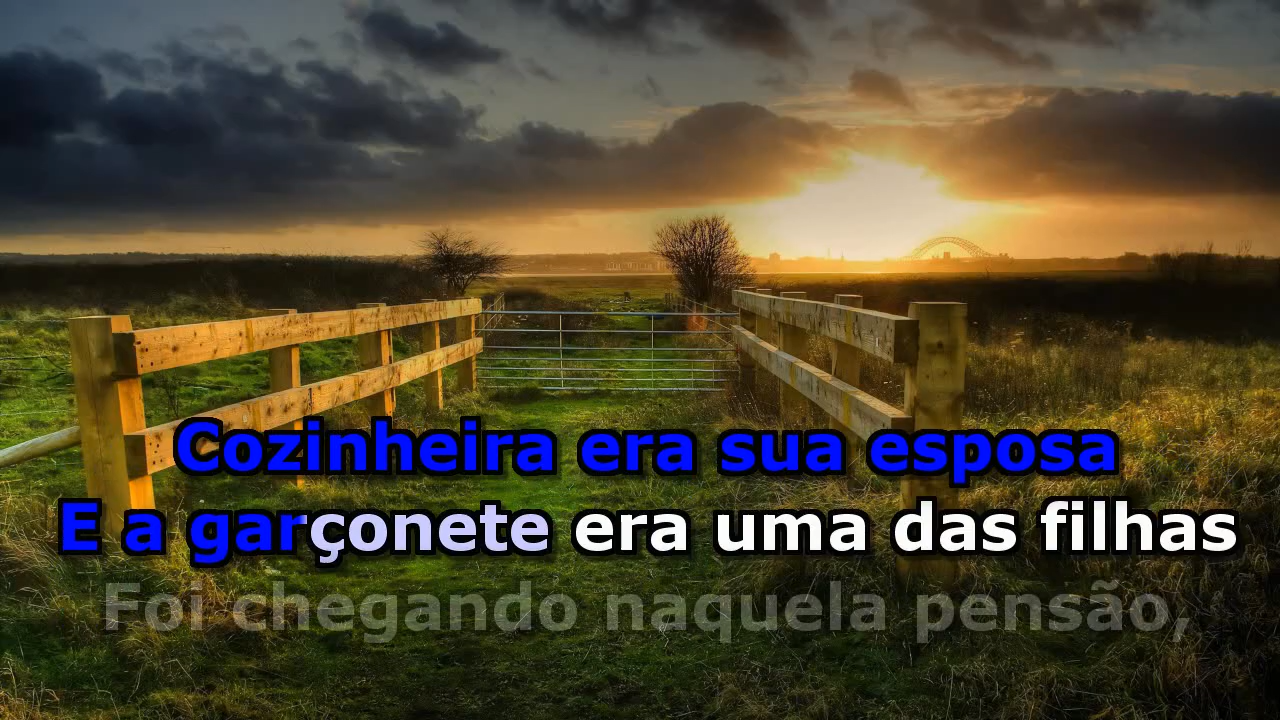 Cozinheira era sua esposa
E a garçonete era uma das filhas
Foi chegando naquela pensão,